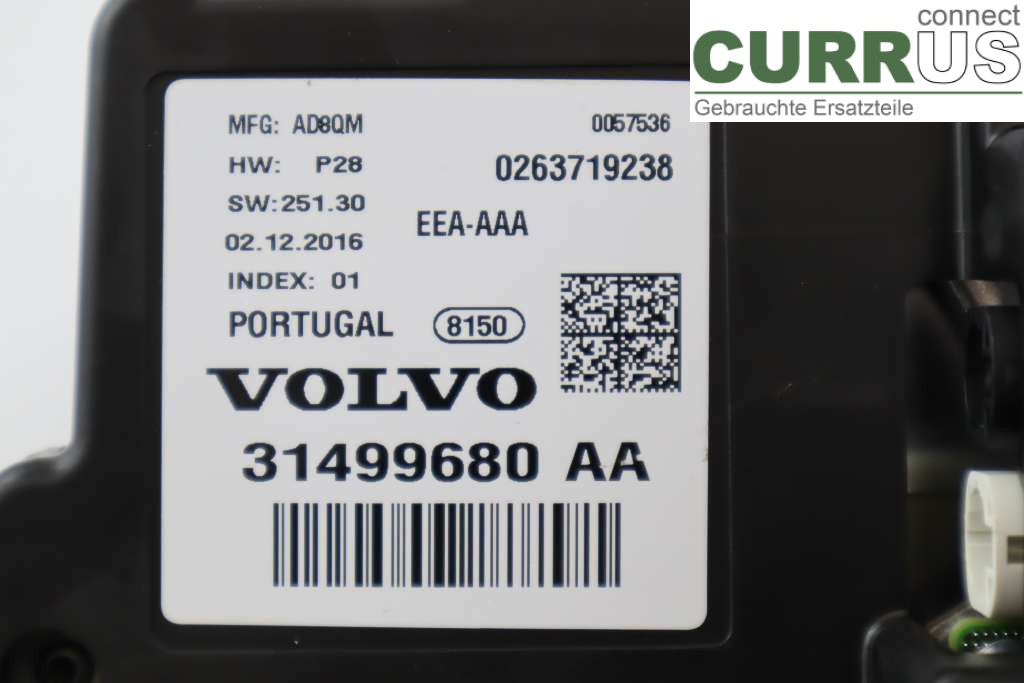 connect
CURRUS
Gebrauchte Ersatzteile
MFG: AD8QM 0057536
HW: P28 0263719238
SW:251.30
EEA-AAA
02.12.2016
INDEX: 01
PORTUGAL 8150
VOLVO
31499680 AA